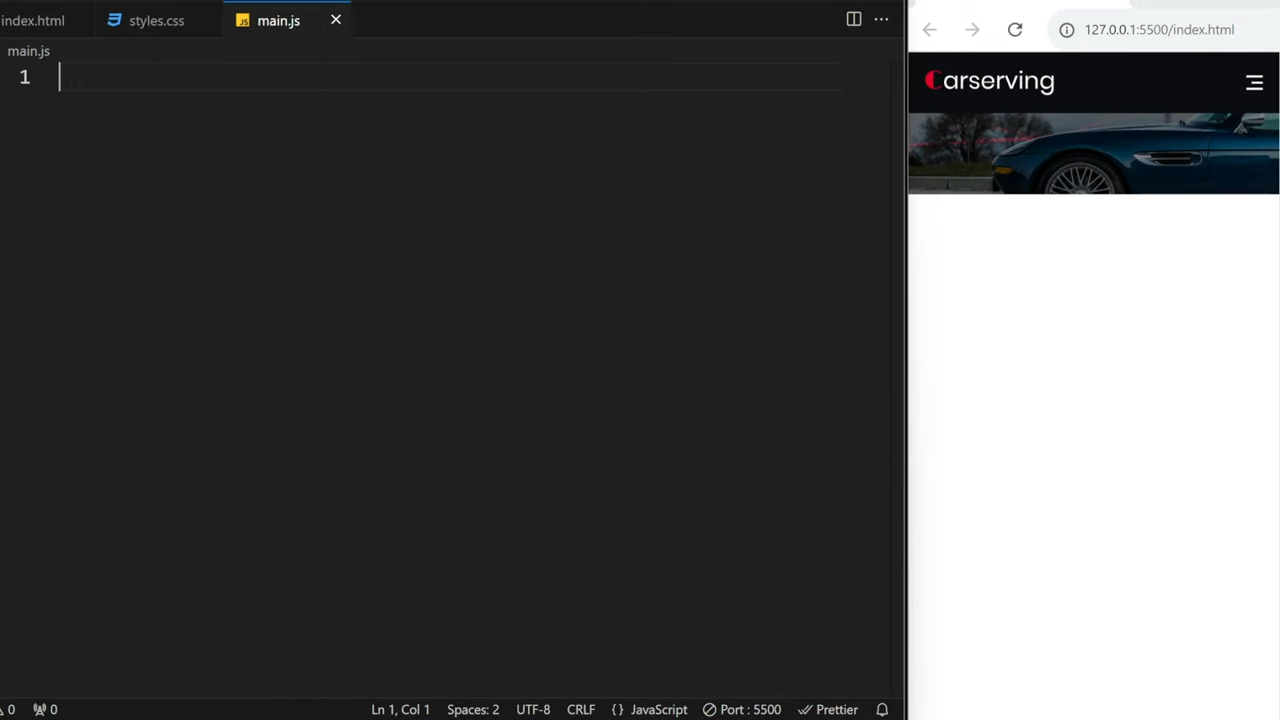 index.html styles.css JS main.js
127.0.0.1:5500/index.html
main.js
1
Carserving
0 0 Ln 1, Col 1 Spaces: 2 UTF-8 CRLF {} JavaScript Port : 5500 Prettier